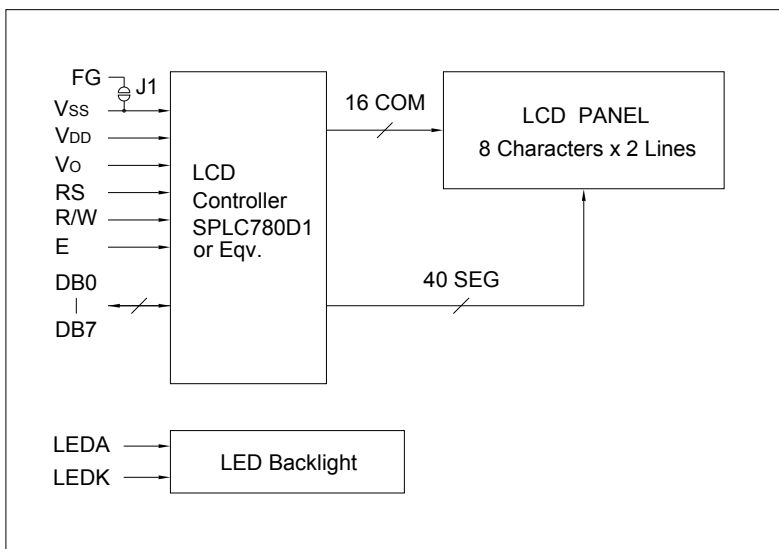 FG
J1
VSS
VDD
VO
RS
R/W
E
DB0
DB7
LCD
Controller
SPLC780D1
or Eqv.
16 COM
40 SEG
LCD PANEL
8 Characters x 2 Lines
LEDA
LEDK
LED Backlight